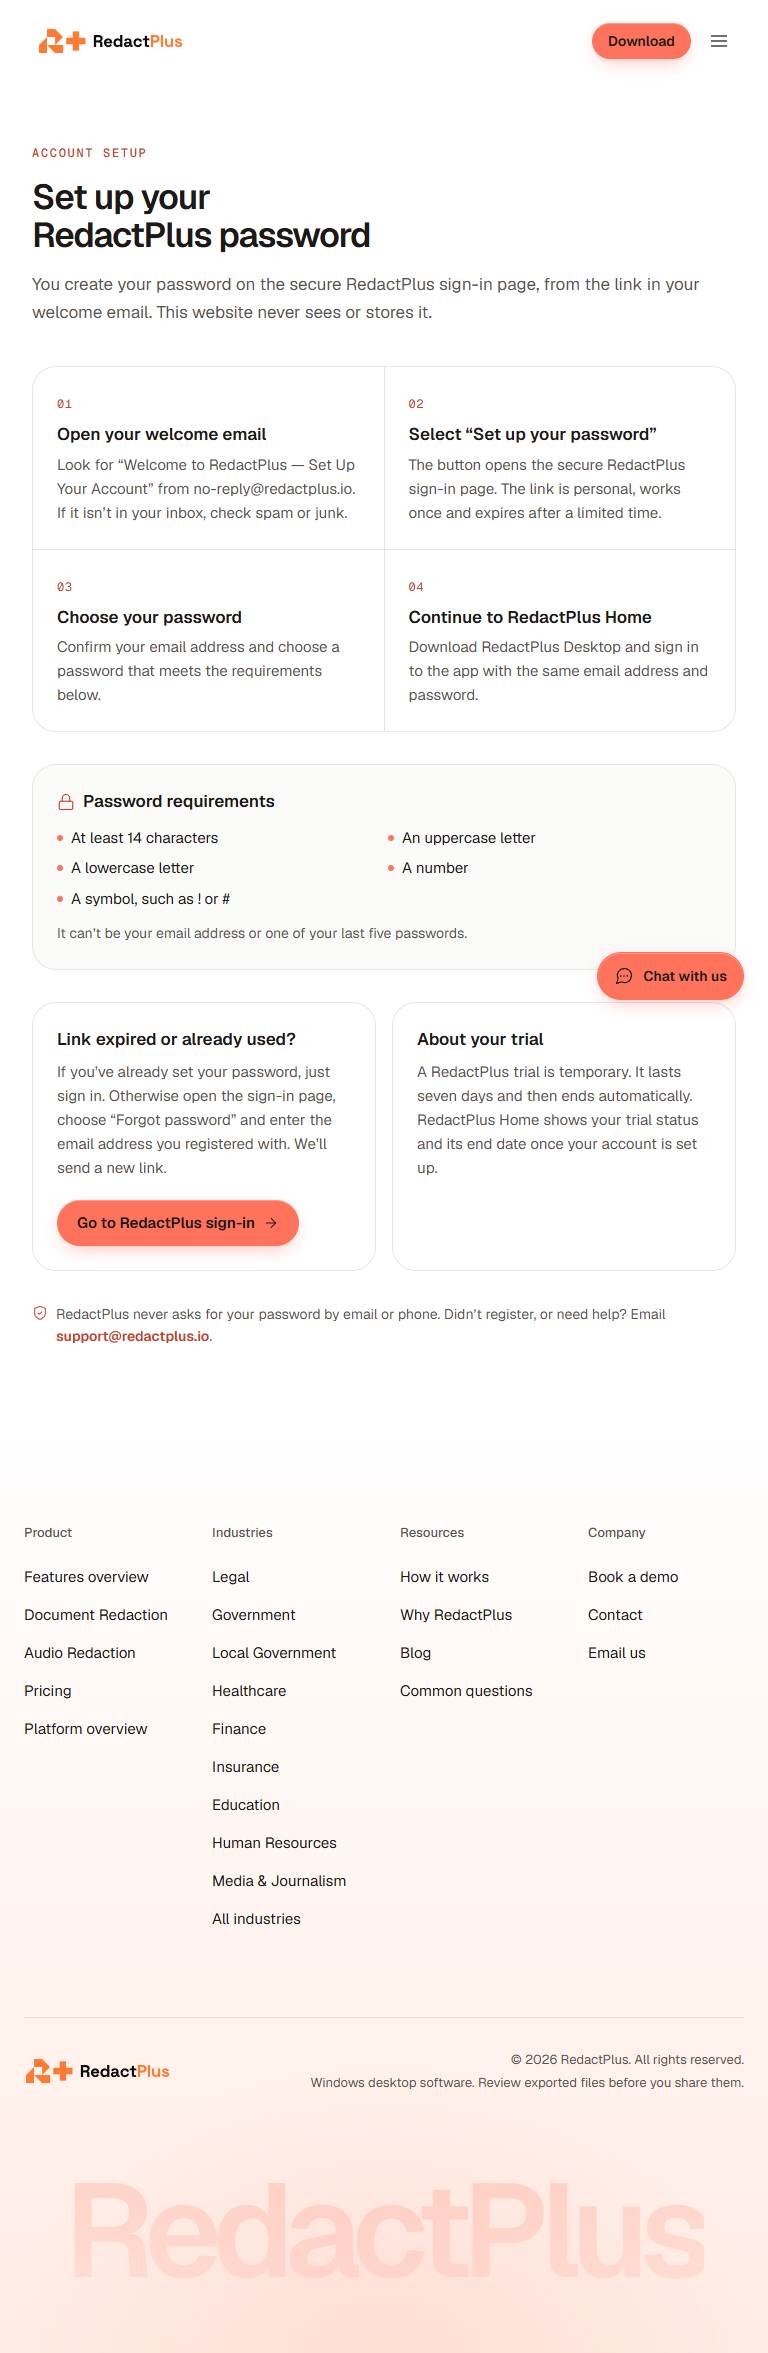 RedactPlus
Download
ACCOUNT SETUP
Set up your
RedactPlus password
You create your password on the secure RedactPlus sign-in page, from the link in your
welcome email. This website never sees or stores it.
01
Open your welcome email
Look for “Welcome to RedactPlus — Set Up
Your Account” from no-reply@redactplus.io.
If it isn’t in your inbox, check spam or junk.
02
Select “Set up your password”
The button opens the secure RedactPlus
sign-in page. The link is personal, works
once and expires after a limited time.
03
Choose your password
Confirm your email address and choose a
password that meets the requirements
below.
04
Continue to RedactPlus Home
Download RedactPlus Desktop and sign in
to the app with the same email address and
password.
Password requirements
At least 14 characters
An uppercase letter
A lowercase letter
A number
A symbol, such as ! or #
It can’t be your email address or one of your last five passwords.
Chat with us
Link expired or already used?
If you’ve already set your password, just
sign in. Otherwise open the sign-in page,
choose “Forgot password” and enter the
email address you registered with. We’ll
send a new link.
Go to RedactPlus sign-in
About your trial
A RedactPlus trial is temporary. It lasts
seven days and then ends automatically.
RedactPlus Home shows your trial status
and its end date once your account is set
up.
RedactPlus never asks for your password by email or phone. Didn’t register, or need help? Email
support@redactplus.io.
Product
Features overview
Document Redaction
Audio Redaction
Pricing
Platform overview
Industries
Legal
Government
Local Government
Healthcare
Finance
Insurance
Education
Human Resources
Media & Journalism
All industries
Resources
How it works
Why RedactPlus
Blog
Common questions
Company
Book a demo
Contact
Email us
RedactPlus
© 2026 RedactPlus. All rights reserved.
Windows desktop software. Review exported files before you share them.
RedactPlus